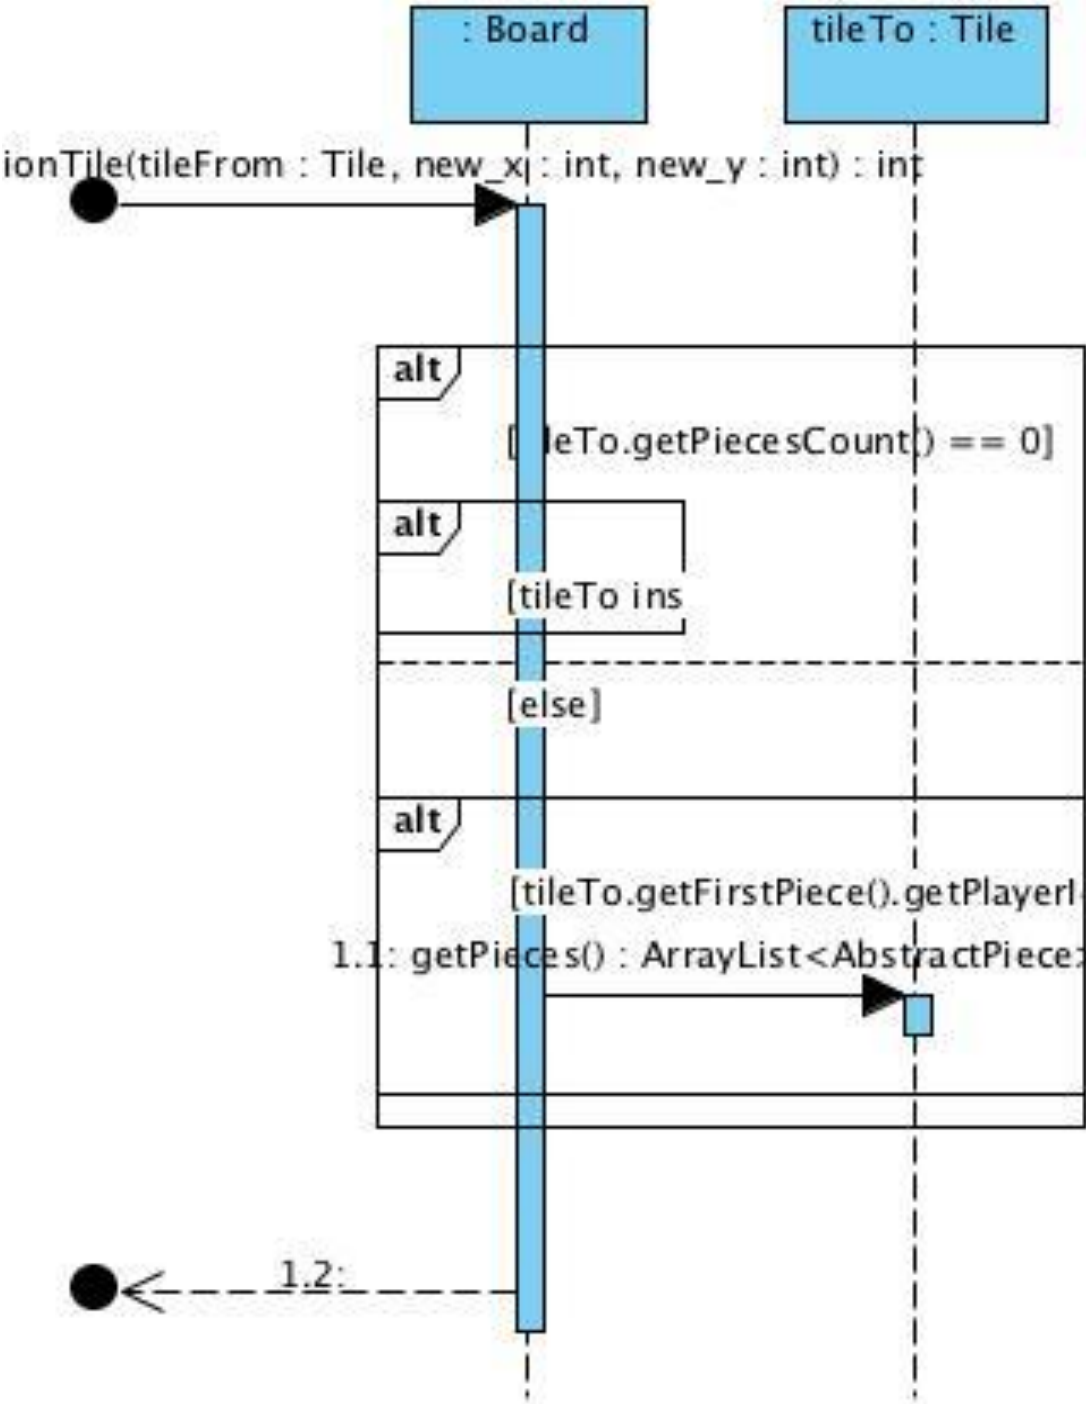 : Board
tileTo : Tile
ionTile(tileFrom : Tile, new_x : int, new_y : int) : int
alt
[tileTo.getPiecesCount() == 0]
alt
[tileTo ins
[else]
alt
[tileTo.getFirstPiece().getPlayerI
1.1: getPieces() : ArrayList<AbstractPiece>
1.2: